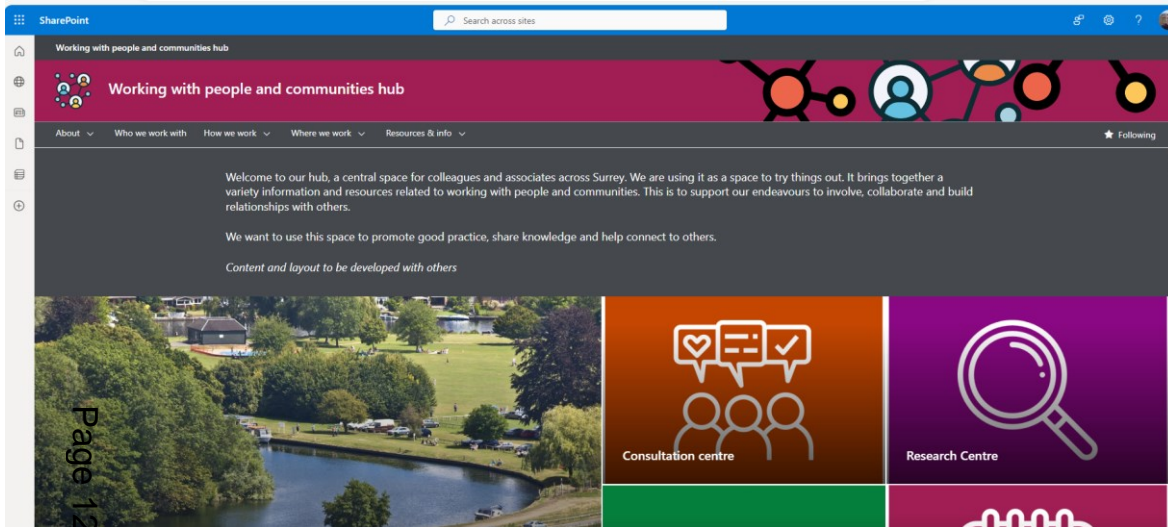 SharePoint
Search across sites
Working with people and communities hub
Working with people and communities hub
About Who we work with How we work Where we work Resources & info Following
Welcome to our hub, a central space for colleagues and associates across Surrey. We are using it as a space to try things out. It brings together a
variety information and resources related to working with people and communities. This is to support our endeavours to involve, collaborate and build
relationships with others.
We want to use this space to promote good practice, share knowledge and help connect to others.
Content and layout to be developed with others
Consultation centre
Research Centre
Page 12